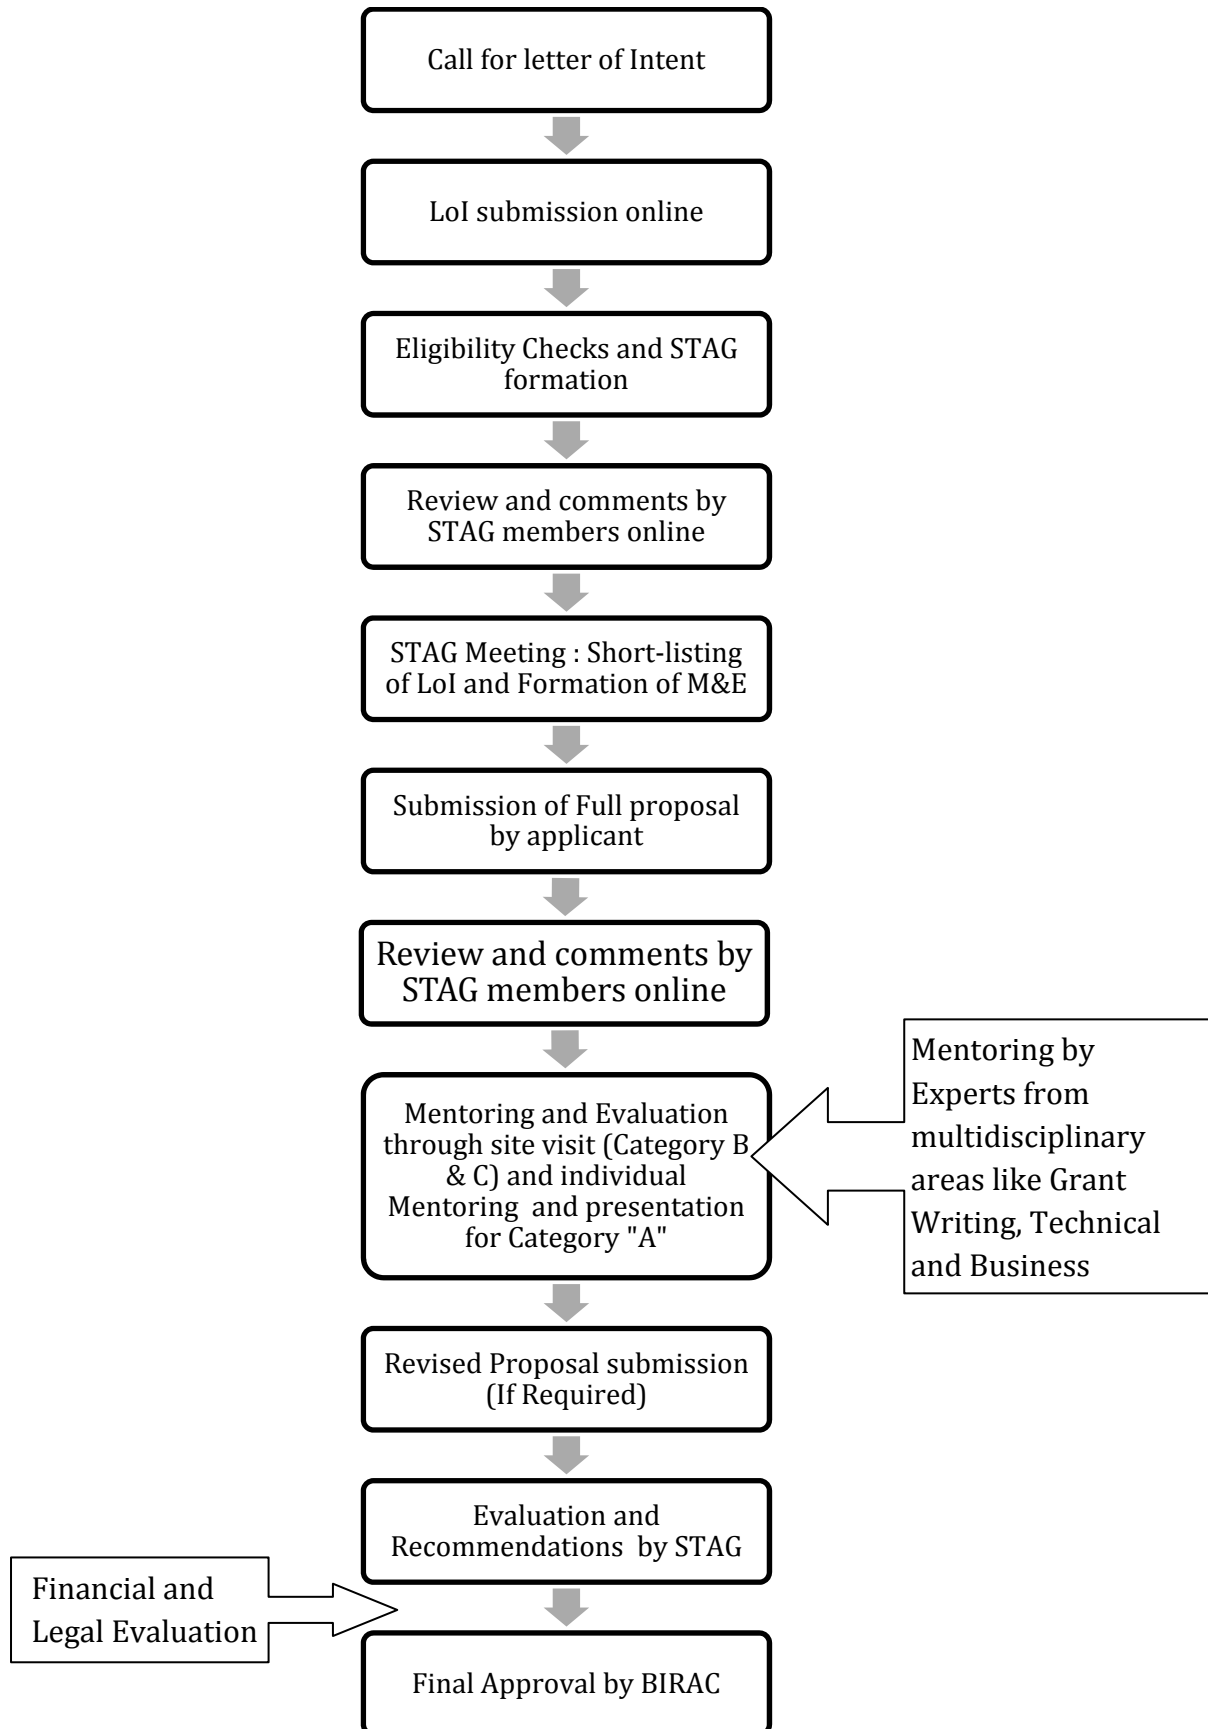 Call for letter of Intent
LoI submission online
Eligibility Checks and STAG
formation
Review and comments by
STAG members online
STAG Meeting : Short-listing
of LoI and Formation of M&E
Submission of Full proposal
by applicant
Review and comments by
STAG members online
Mentoring and Evaluation
through site visit (Category B
& C) and individual
Mentoring and presentation
for Category "A"
Mentoring by
Experts from
multidisciplinary
areas like Grant
Writing, Technical
and Business
Revised Proposal submission
(If Required)
Evaluation and
Recommendations by STAG
Financial and
Legal Evaluation
Final Approval by BIRAC